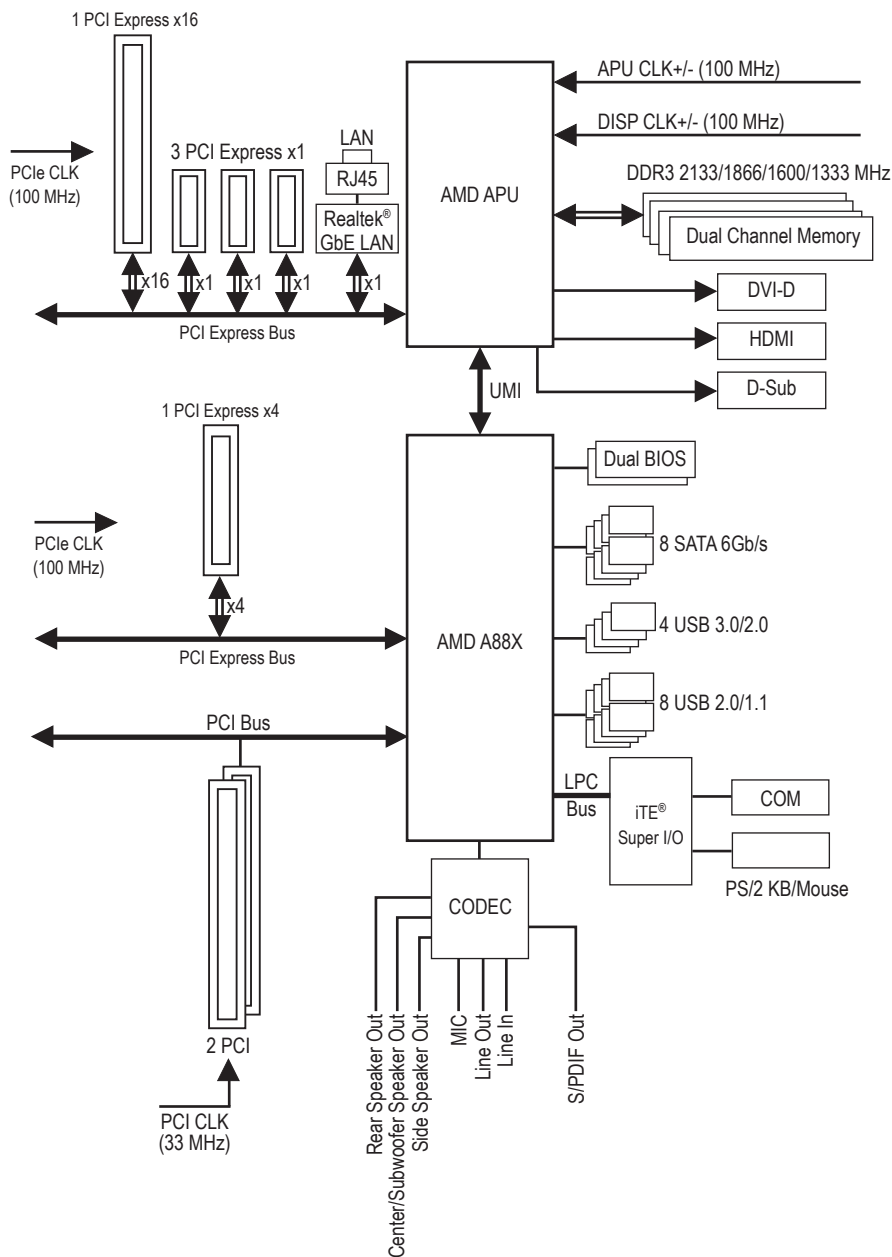 1 PCI Express x16
PCIe CLK
(100 MHz)
3 PCI Express x1
LAN
RJ45
Realtek®
GbE LAN
x16
x1
x1
x1
x1
PCI Express Bus
AMD APU
APU CLK+/- (100 MHz)
DISP CLK+/- (100 MHz)
DDR3 2133/1866/1600/1333 MHz
Dual Channel Memory
DVI-D
HDMI
D-Sub
UMI
1 PCI Express x4
PCIe CLK
(100 MHz)
x4
PCI Express Bus
PCI Bus
AMD A88X
Dual BIOS
8 SATA 6Gb/s
4 USB 3.0/2.0
8 USB 2.0/1.1
LPC
Bus
iTE®
Super I/O
COM
PS/2 KB/Mouse
CODEC
2 PCI
PCI CLK
(33 MHz)
Rear Speaker Out
Center/Subwoofer Speaker Out
Side Speaker Out
MIC
Line Out
Line In
S/PDIF Out